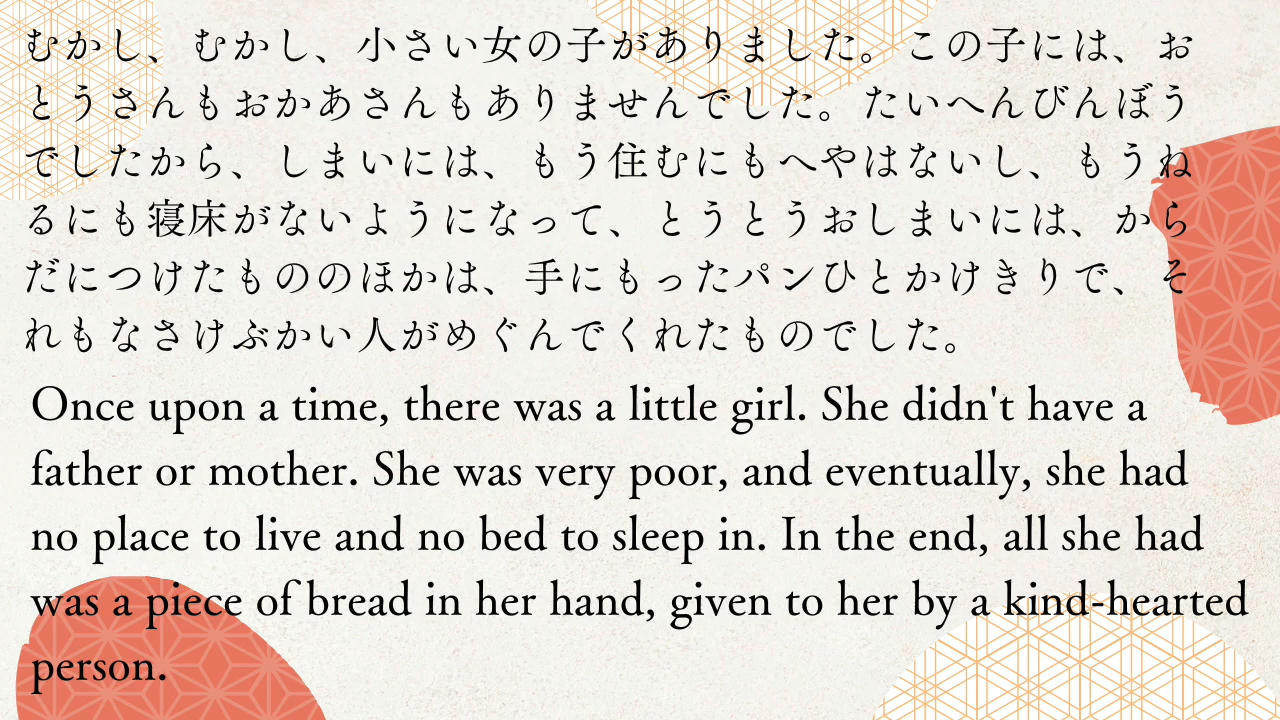 むかし、むかし、小さい女の子がありました。この子には、お
とうさんもおかあさんもありませんでした。たいへんびんぼう
でしたから、しまいには、もう住むにもへやはないし、もうね
るにも寝床がないようになって、とうとうおしまいには、から
だにつけたもののほかは、手にもったパンひとかけきりで、そ
れもなさけぶかい人がめぐんでくれたものでした。
Once upon a time, there was a little girl. She didn't have a
father or mother. She was very poor, and eventually, she had
no place to live and no bed to sleep in. In the end, all she had
was a piece of bread in her hand, given to her by a kind-hearted
person.